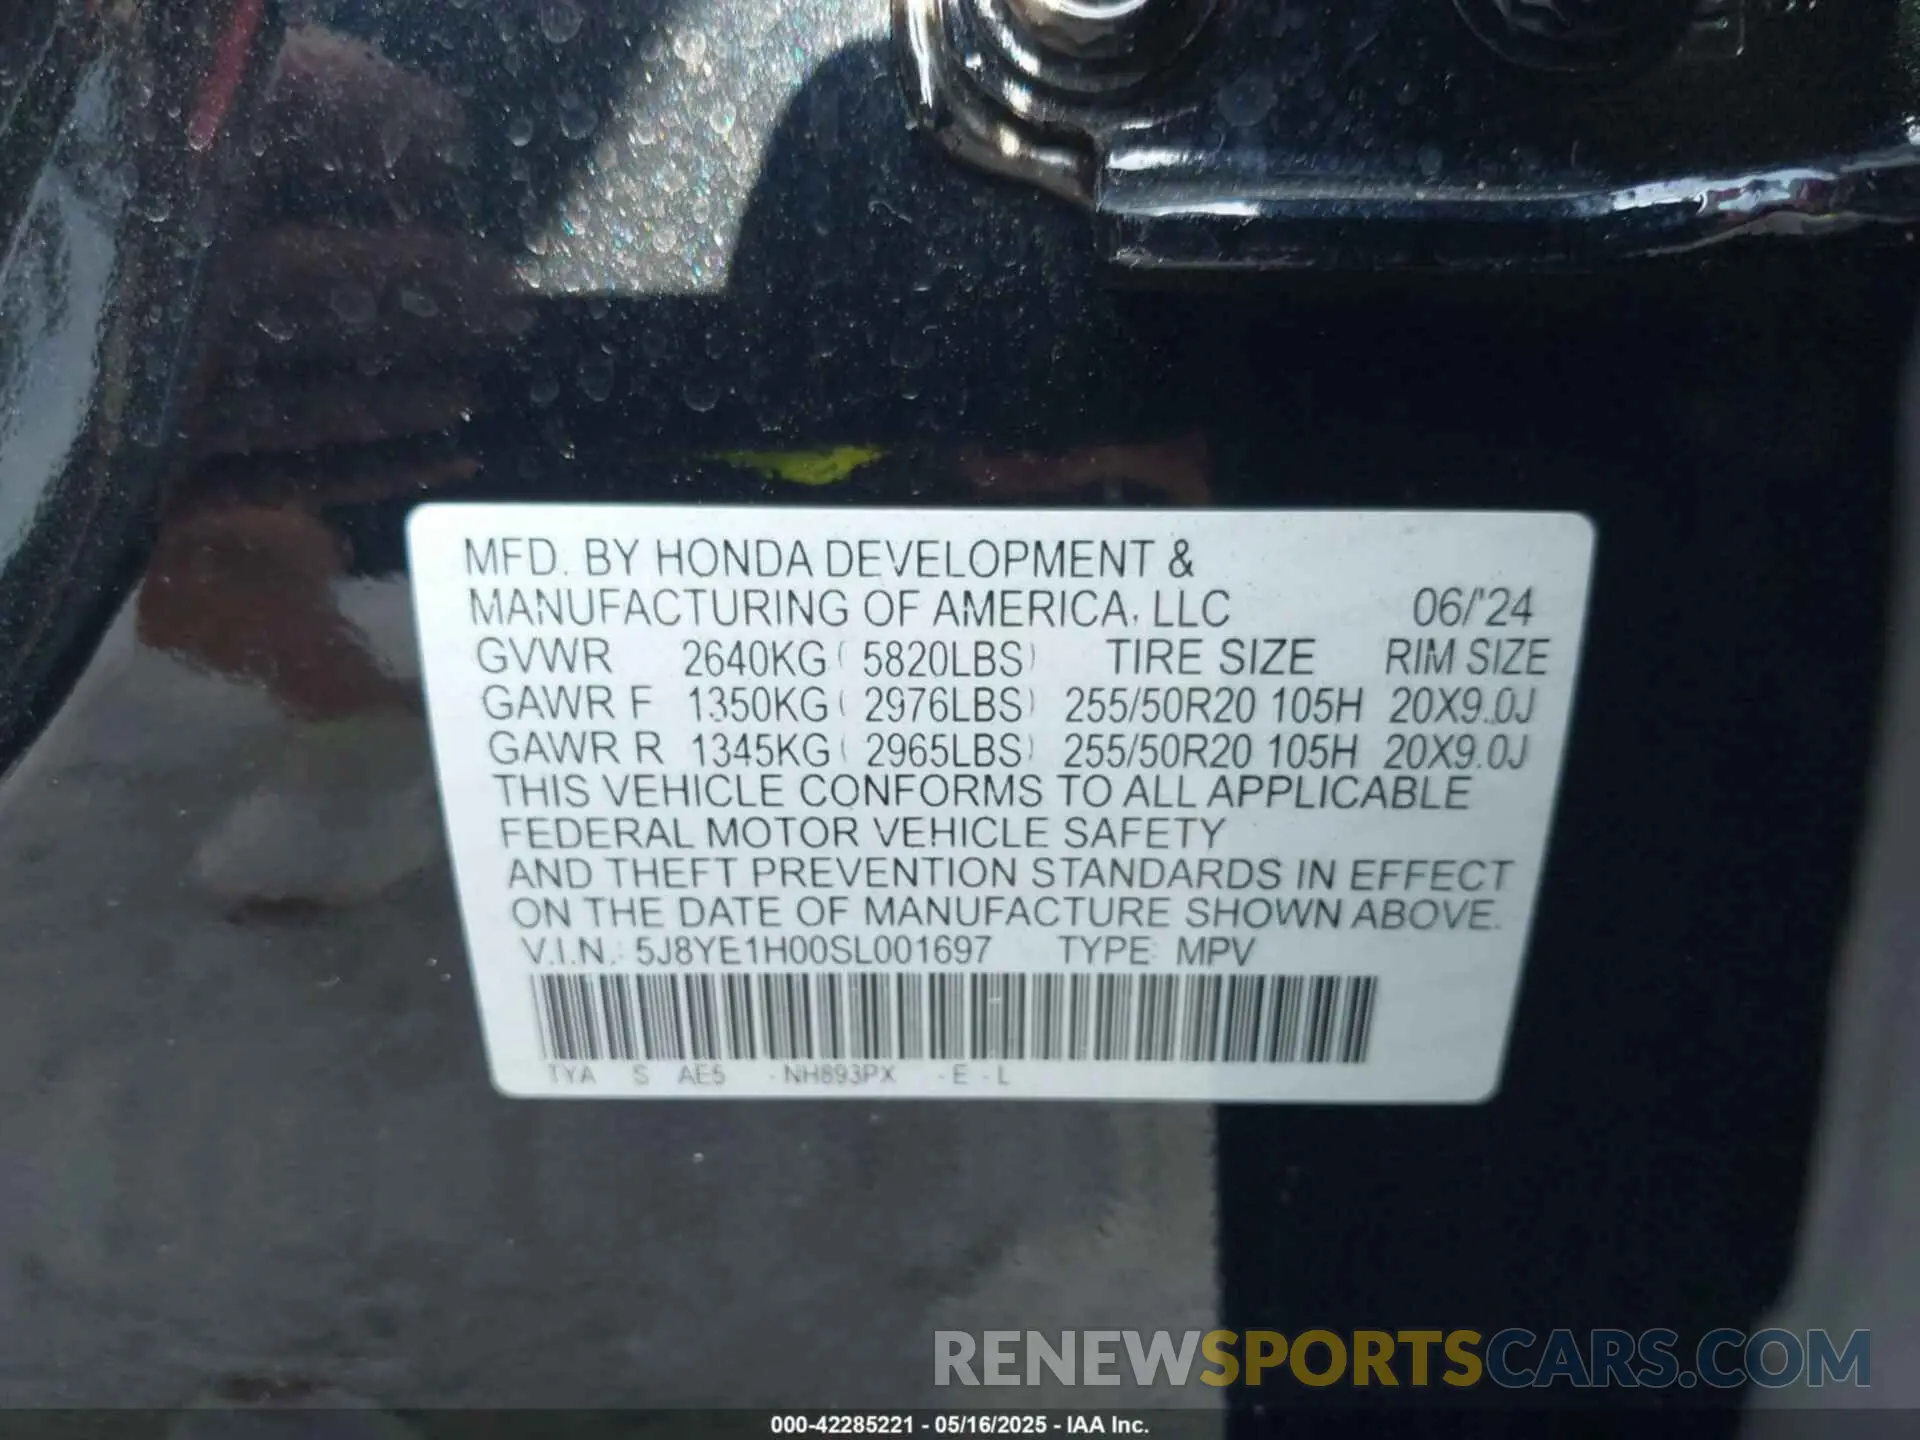 MFD. BY HONDA DEVELOPMENT &
MANUFACTURING OF AMERICA, LLC 06/'24
GVWR 2640KG ( 5820LBS) TIRE SIZE RIM SIZE
GAWR F 1350KG ( 2976LBS) 255/50R20 105H 20X9.0J
GAWR R 1345KG ( 2965LBS) 255/50R20 105H 20X9.0J
THIS VEHICLE CONFORMS TO ALL APPLICABLE
FEDERAL MOTOR VEHICLE SAFETY
AND THEFT PREVENTION STANDARDS IN EFFECT
ON THE DATE OF MANUFACTURE SHOWN ABOVE.
V.I.N.: 5J8YE1H00SL001697 TYPE: MPV
TYA S AE5 - NH893PX - E - L
RENEWSPORTSCARS.COM
000-42285221 - 05/16/2025 - IAA Inc.